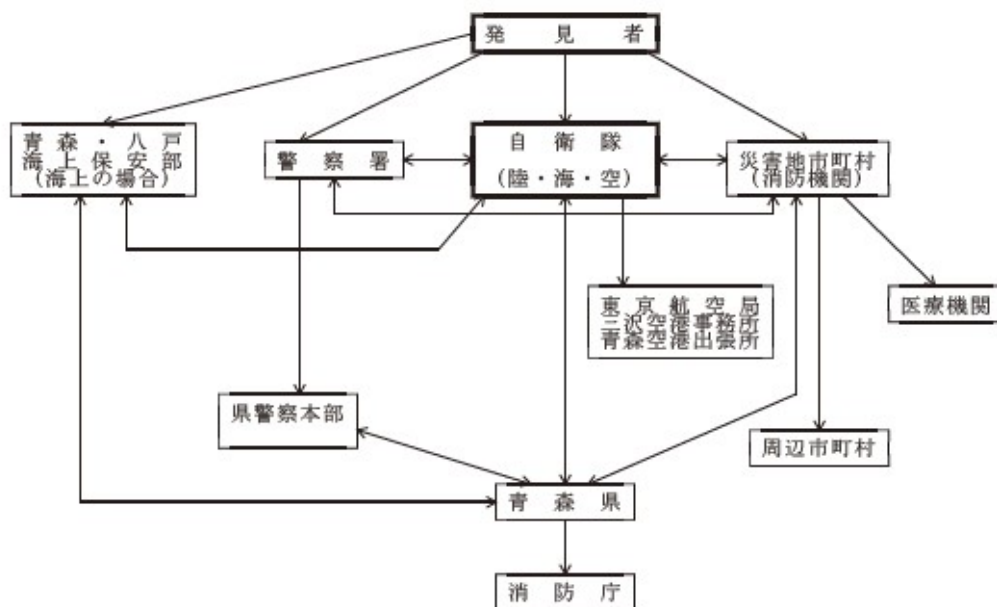 発見者
青森・八戸
海上保安部
(海上の場合)
警察署
自衛隊
(陸・海・空)
災害地市町村
(消防機関)
東京航空局
三沢空港事務所
青森空港出張所
医療機関
県警察本部
周辺市町村
青森県
消防庁